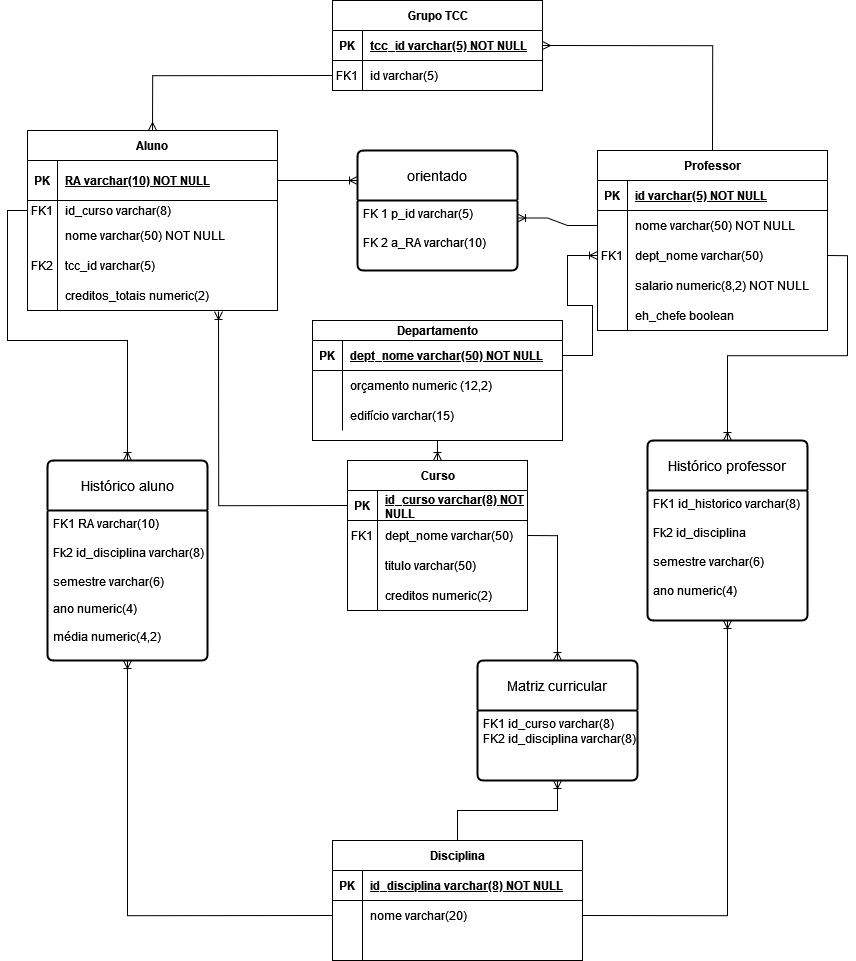 Grupo TCC
PK tcc_id varchar(5) NOT NULL
FK1 id varchar(5)
Aluno
PK RA varchar(10) NOT NULL
FK1 id_curso varchar(8)
nome varchar(50) NOT NULL
FK2 tcc_id varchar(5)
creditos_totais numeric(2)
orientado
FK 1 p_id varchar(5)
FK 2 a_RA varchar(10)
Professor
PK id varchar(5) NOT NULL
nome varchar(50) NOT NULL
FK1 dept_nome varchar(50)
salario numeric(8,2) NOT NULL
eh_chefe boolean
Departamento
PK dept_nome varchar(50) NOT NULL
orçamento numeric (12,2)
edifício varchar(15)
Histórico aluno
FK1 RA varchar(10)
Fk2 id_disciplina varchar(8)
semestre varchar(6)
ano numeric(4)
média numeric(4,2)
Curso
PK id_curso varchar(8) NOT
NULL
FK1 dept_nome varchar(50)
titulo varchar(50)
creditos numeric(2)
Histórico professor
FK1 id_historico varchar(8)
Fk2 id_disciplina
semestre varchar(6)
ano numeric(4)
Matriz curricular
FK1 id_curso varchar(8)
FK2 id_disciplina varchar(8)
Disciplina
PK id_disciplina varchar(8) NOT NULL
nome varchar(20)